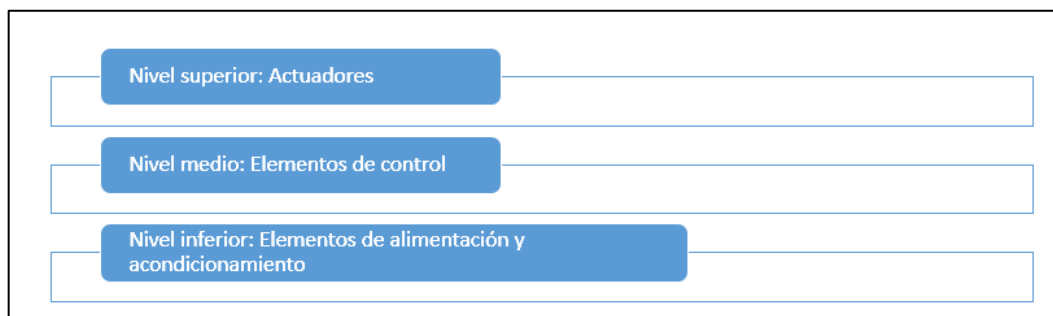 Nivel superior: Actuadores
Nivel medio: Elementos de control
Nivel inferior: Elementos de alimentación y
acondicionamiento